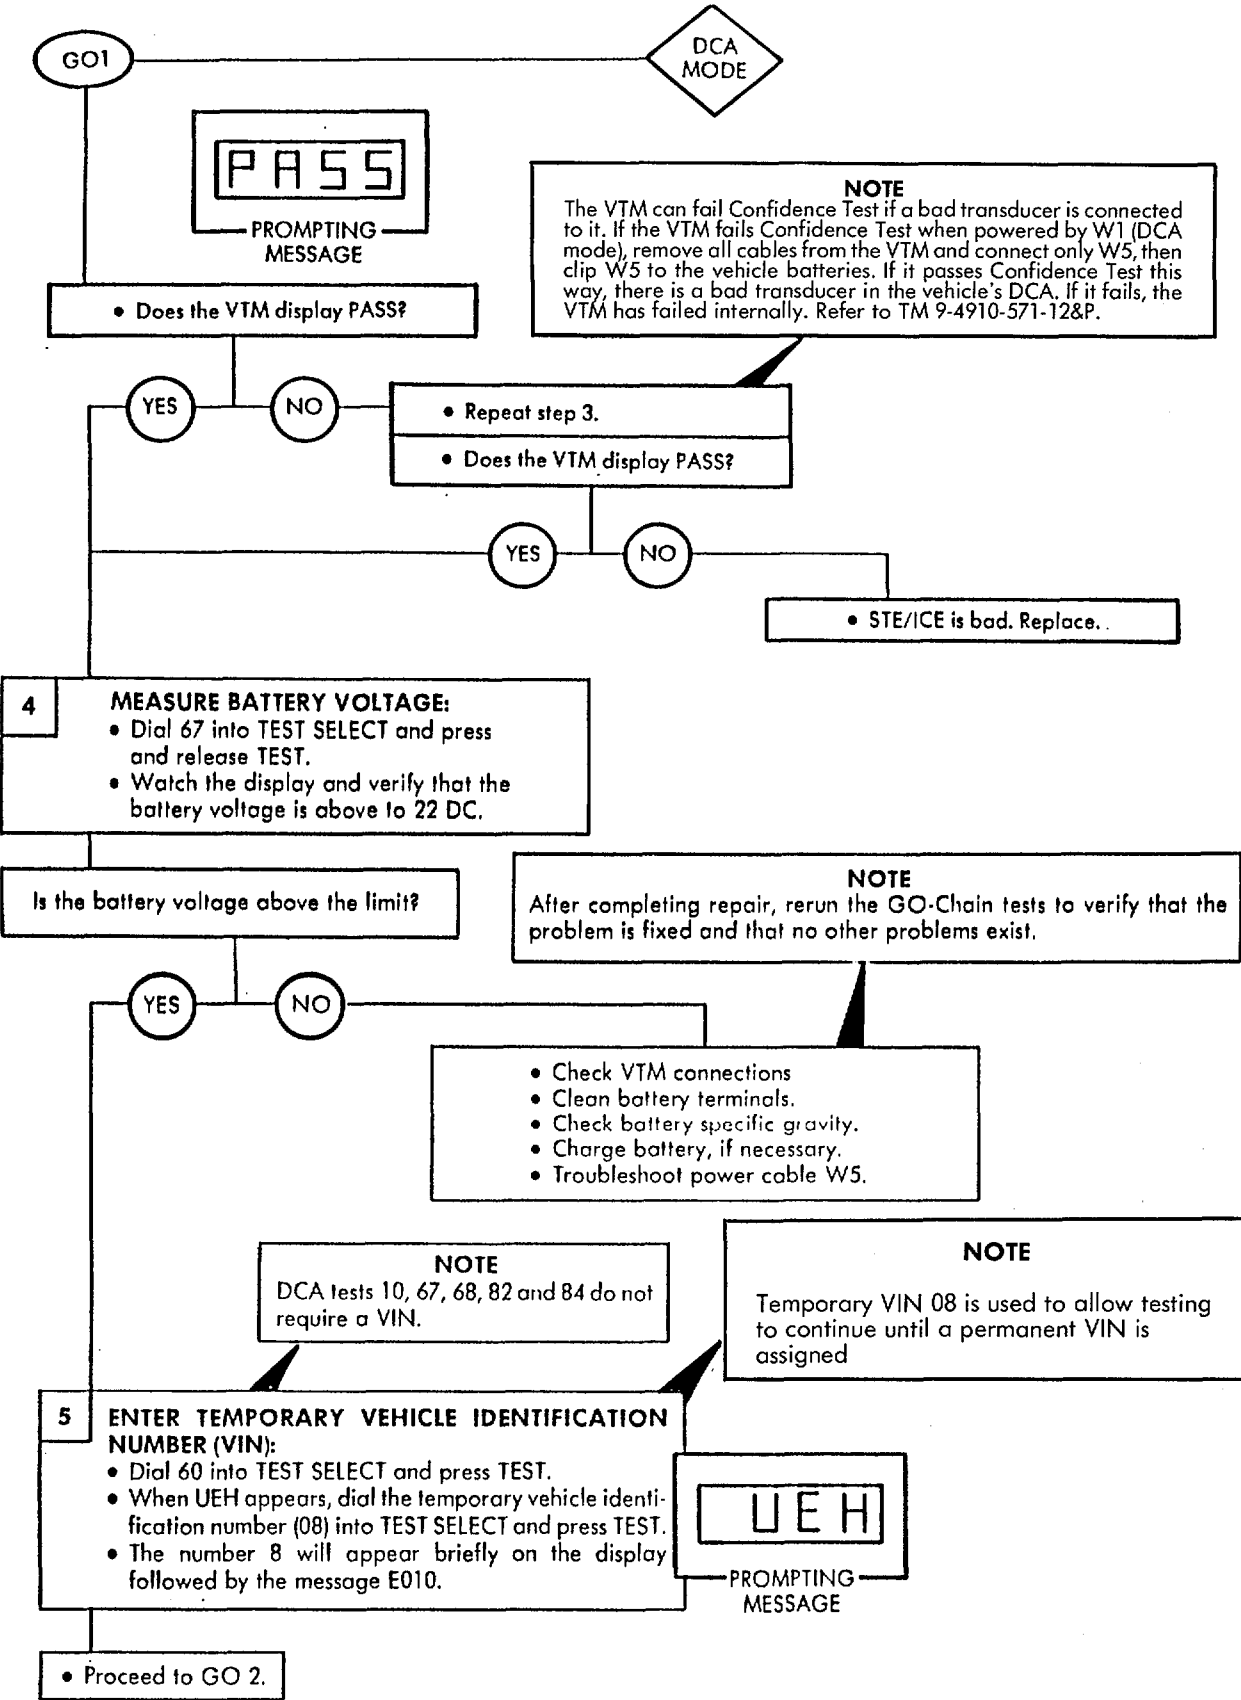 GO1
DCA
MODE
PASS
PROMPTING
MESSAGE
NOTE
The VTM can fail Confidence Test if a bad transducer is connected
to it. If the VTM fails Confidence Test when powered by W1 (DCA
mode), remove all cables from the VTM and connect only W5, then
clip W5 to the vehicle batteries. If it passes Confidence Test this
way, there is a bad transducer in the vehicle's DCA. If it fails, the
VTM has failed internally. Refer to TM 9-4910-571-12&P.
• Does the VTM display PASS?
YES
NO
• Repeat step 3.
• Does the VTM display PASS?
YES
NO
• STE/ICE is bad. Replace..
4
MEASURE BATTERY VOLTAGE:
• Dial 67 into TEST SELECT and press
and release TEST.
• Watch the display and verify that the
battery voltage is above to 22 DC.
Is the battery voltage above the limit?
NOTE
After completing repair, rerun the GO-Chain tests to verify that the
problem is fixed and that no other problems exist.
YES
NO
• Check VTM connections
• Clean battery terminals.
• Check battery specific gravity.
• Charge battery, if necessary.
• Troubleshoot power cable W5.
NOTE
DCA tests 10, 67, 68, 82 and 84 do not
require a VIN.
NOTE
Temporary VIN 08 is used to allow testing
to continue until a permanent VIN is
assigned
5
ENTER TEMPORARY VEHICLE IDENTIFICATION
NUMBER (VIN):
• Dial 60 into TEST SELECT and press TEST.
• When UEH appears, dial the temporary vehicle identi-
fication number (08) into TEST SELECT and press TEST.
• The number 8 will appear briefly on the display
followed by the message E010.
UEH
PROMPTING
MESSAGE
• Proceed to GO 2.